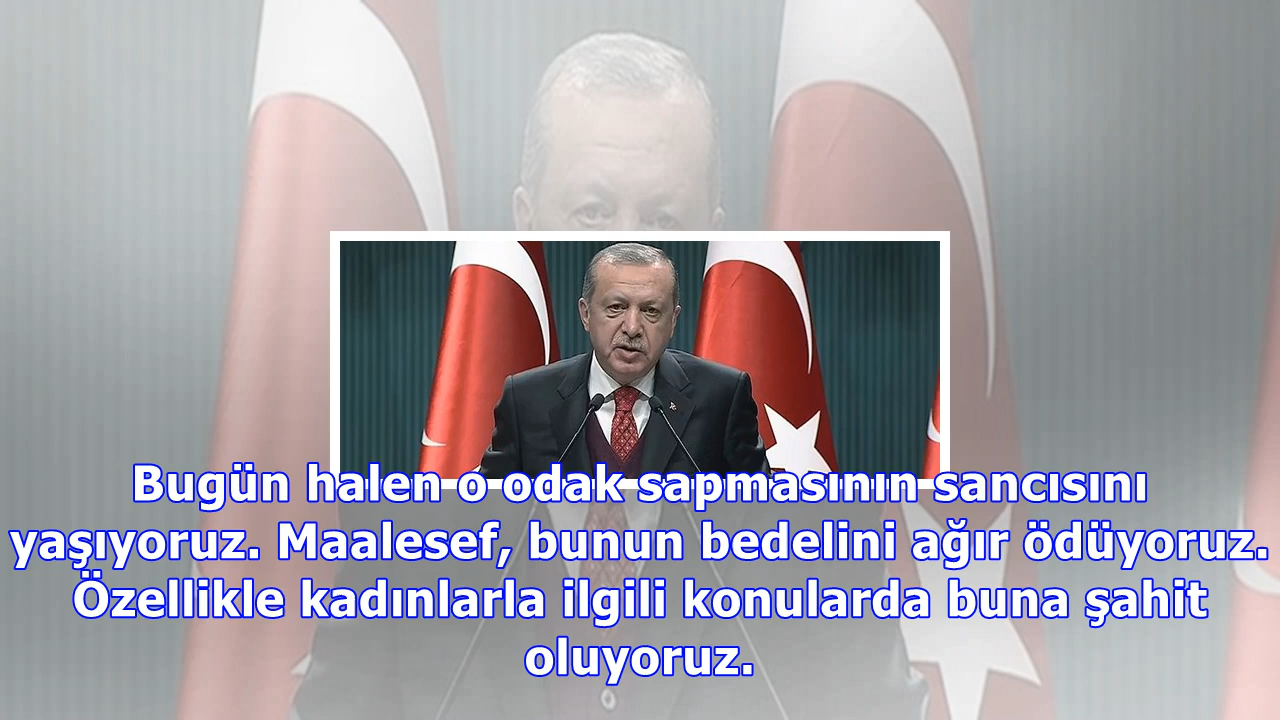 Bugün halen o odak sapmasının sancısını
yaşıyoruz. Maalesef, bunun bedelini ağır ödüyoruz.
Özellikle kadınlarla ilgili konularda buna şahit
oluyoruz.